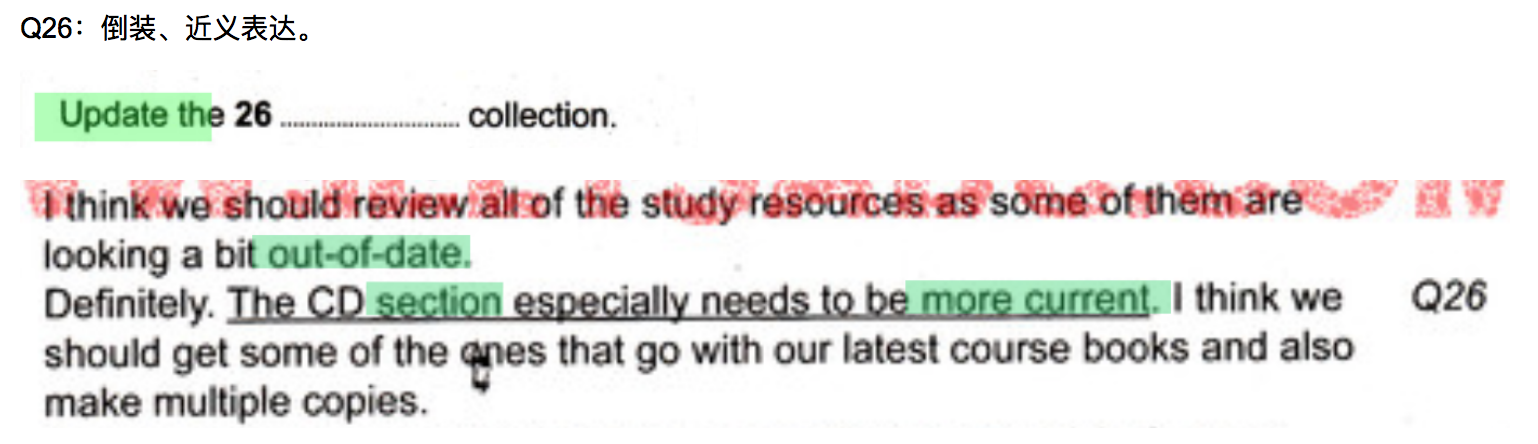 Q26：倒装、近义表达。
Update the 26 .............................. collection.
I think we should review all of the study resources as some of them are
looking a bit out-of-date.
Definitely. The CD section especially needs to be more current. I think we Q26
should get some of the ones that go with our latest course books and also
make multiple copies.